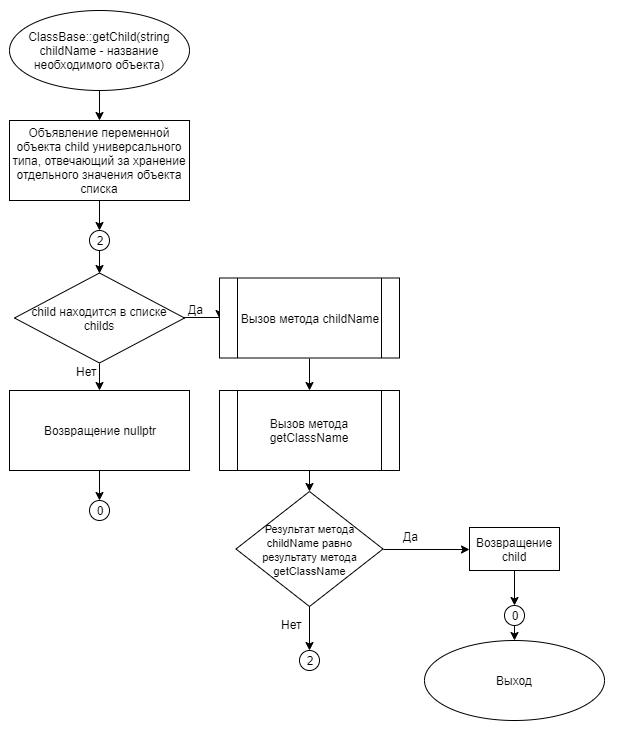 ClassBase::getChild(string
childName - название
необходимого объекта)
Объявление переменной
объекта child универсального
типа, отвечающий за хранение
отдельного значения объекта
списка
2
child находится в списке
childs
Да
Вызов метода childName
Нет
Возвращение nullptr
Вызов метода
getClassName
0
Результат метода
childName равно
результату метода
getClassName
Да
Возвращение
child
Нет
0
2
Выход